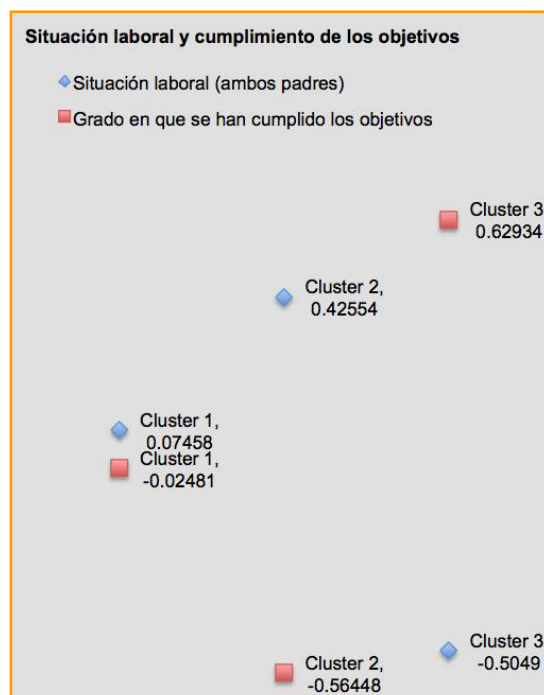 Situación laboral y cumplimiento de los objetivos
Situación laboral (ambos padres)
Grado en que se han cumplido los objetivos
Cluster 3
0.62934
Cluster 2,
0.42554
Cluster 1,
0.07458
Cluster 1,
-0.02481
Cluster 3
-0.5049
Cluster 2,
-0.56448